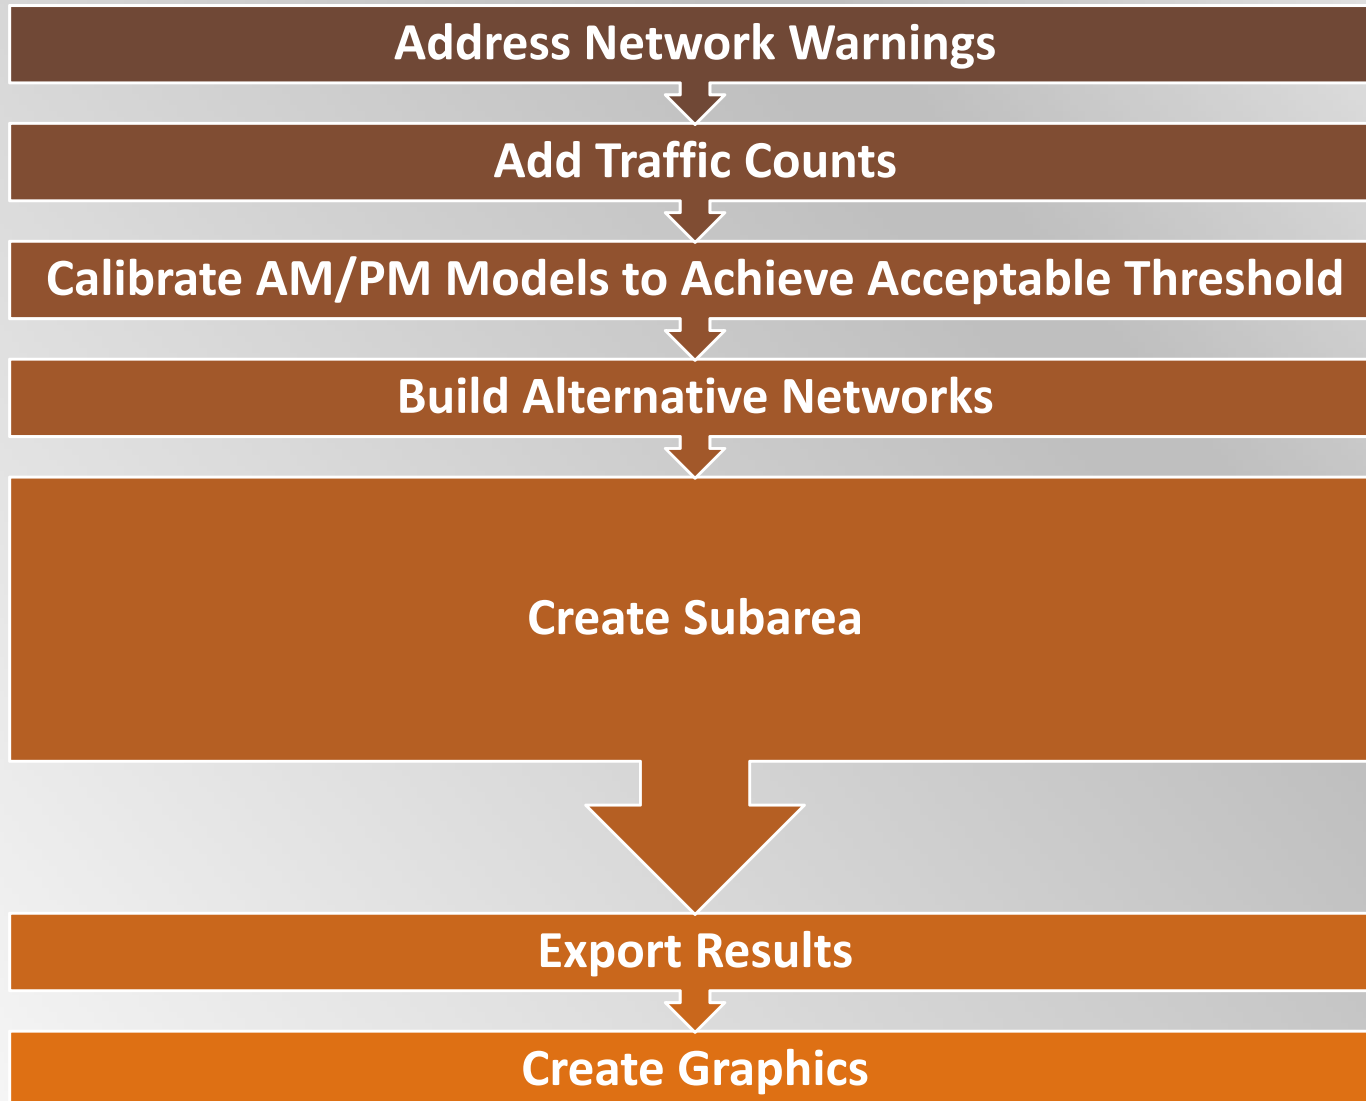 Address Network Warnings
Add Traffic Counts
Calibrate AM/PM Models to Achieve Acceptable Threshold
Build Alternative Networks
Create Subarea
Export Results
Create Graphics